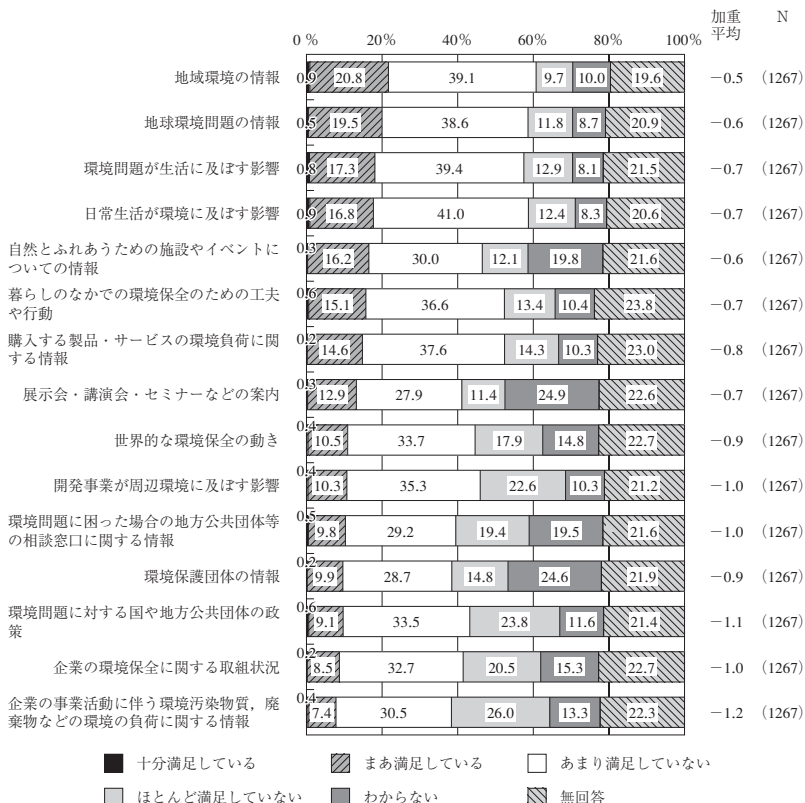 加重 N
平均
0 % 20% 40% 60% 80% 100%
地域環境の情報 0.9 20.8 39.1 9.7 10.0 19.6 −0.5 （1267）
地球環境問題の情報 0.5 19.5 38.6 11.8 8.7 20.9 −0.6 （1267）
環境問題が生活に及ぼす影響 0.8 17.3 39.4 12.9 8.1 21.5 −0.7 （1267）
日常生活が環境に及ぼす影響 0.9 16.8 41.0 12.4 8.3 20.6 −0.7 （1267）
自然とふれあうための施設やイベントに
ついての情報 0.3 16.2 30.0 12.1 19.8 21.6 −0.6 （1267）
暮らしのなかでの環境保全のための工夫
や行動 0.6 15.1 36.6 13.4 10.4 23.8 −0.7 （1267）
購入する製品・サービスの環境負荷に関
する情報 0.2 14.6 37.6 14.3 10.3 23.0 −0.8 （1267）
展示会・講演会・セミナーなどの案内 0.3 12.9 27.9 11.4 24.9 22.6 −0.7 （1267）
世界的な環境保全の動き 0.4 10.5 33.7 17.9 14.8 22.7 −0.9 （1267）
開発事業が周辺環境に及ぼす影響 0.4 10.3 35.3 22.6 10.3 21.2 −1.0 （1267）
環境問題に困った場合の地方公共団体等
の相談窓口に関する情報 0.5 9.8 29.2 19.4 19.5 21.6 −1.0 （1267）
環境保護団体の情報 0.2 9.9 28.7 14.8 24.6 21.9 −0.9 （1267）
環境問題に対する国や地方公共団体の政
策 0.6 9.1 33.5 23.8 11.6 21.4 −1.1 （1267）
企業の環境保全に関する取組状況 0.2 8.5 32.7 20.5 15.3 22.7 −1.0 （1267）
企業の事業活動に伴う環境汚染物質，廃
棄物などの環境の負荷に関する情報 0.4 7.4 30.5 26.0 13.3 22.3 −1.2 （1267）
十分満足している まあ満足している あまり満足していない
ほとんど満足していない わからない 無回答